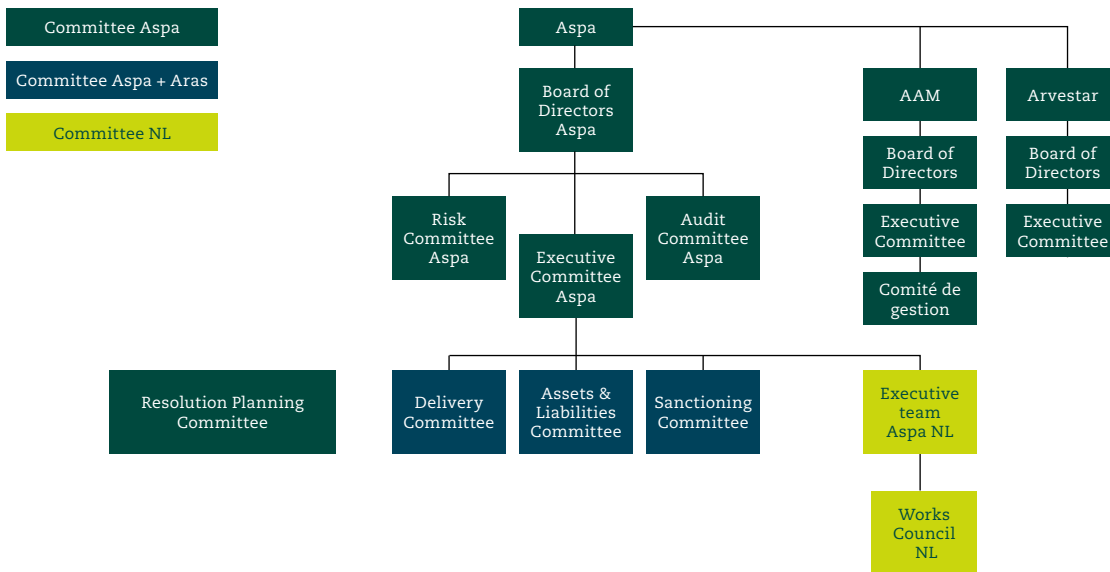 Committee Aspa
Committee Aspa + Aras
Committee NL
Aspa
Board of
Directors
Aspa
AAM
Arvestar
Board of
Directors
Board of
Directors
Risk
Committee
Aspa
Executive
Committee
Aspa
Audit
Committee
Aspa
Executive
Committee
Executive
Committee
Comité de
gestion
Resolution Planning
Committee
Delivery
Committee
Assets &
Liabilities
Committee
Sanctioning
Committee
Executive
team
Aspa NL
Works
Council
NL